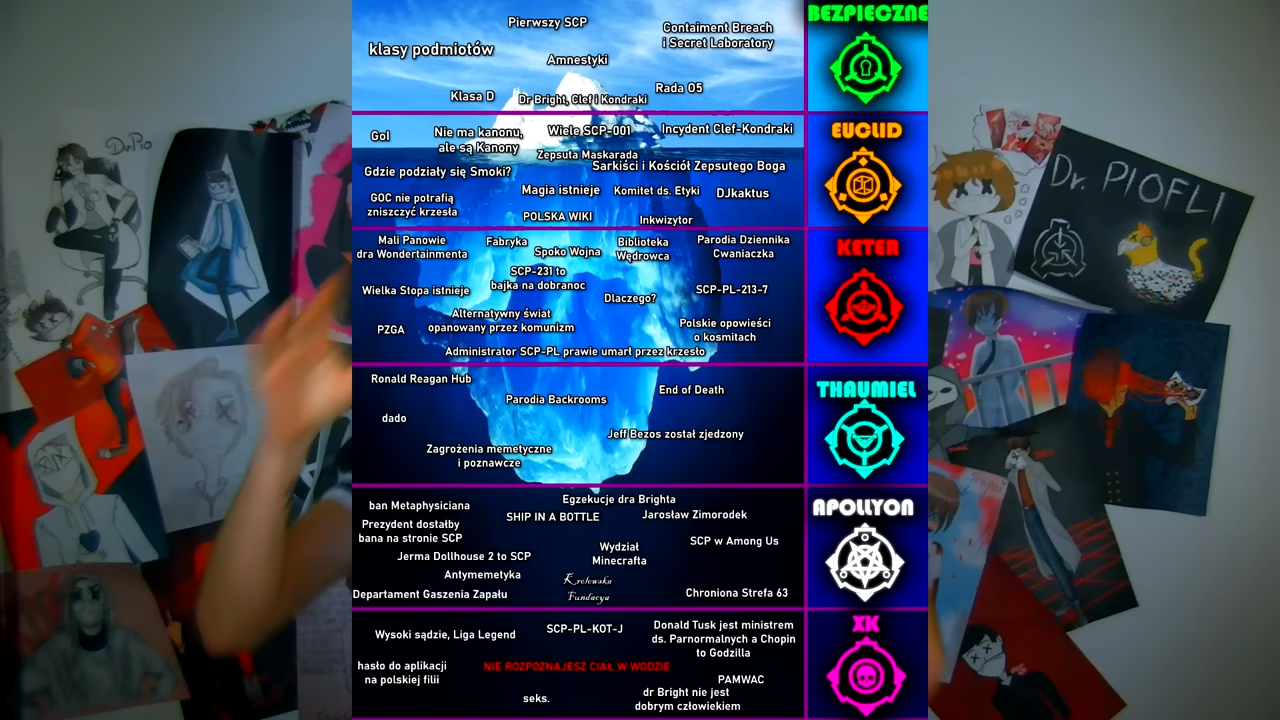 BEZPIECZNE
Pierwszy SCP
Contaiment Breach
i Secret Laboratory
klasy podmiotów
Amnestyki
Klasa D
Dr Bright, Clef i Kondraki
Rada O5
EUCLID
GoI
Nie ma kanonu,
ale są Kanony
Wiele SCP-001
Incydent Clef-Kondraki
Zepsuta Maskarada
Sarkiści i Kościół Zepsutego Boga
Gdzie podziały się Smoki?
Magia istnieje
Komitet ds. Etyki
DJkaktus
GOC nie potrafią
zniszczyć krzesła
POLSKA WIKI
Inkwizytor
KETER
Mali Panowie
dra Wondertainmenta
Fabryka
Spoko Wojna
Biblioteka
Wędrowca
Parodia Dziennika
Cwaniaczka
SCP-231 to
bajka na dobranoc
Wielka Stopa istnieje
Dlaczego?
SCP-PL-213-7
Alternatywny świat
opanowany przez komunizm
PZGA
Polskie opowieści
o kosmitach
Administrator SCP-PL prawie umarł przez krzesło
THAUMIEL
Ronald Reagan Hub
Parodia Backrooms
End of Death
dado
Jeff Bezos został zjedzony
Zagrożenia memetyczne
i poznawcze
APOLLYON
ban Metaphysiciana
Egzekucje dra Brighta
SHIP IN A BOTTLE
Jarosław Zimorodek
Prezydent dostałby
bana na stronie SCP
SCP w Among Us
Jerma Dollhouse 2 to SCP
Wydział
Minecrafta
Antymemetyka
Królewska
Fundacya
Departament Gaszenia Zapału
Chroniona Strefa 63
XK
Wysoki sądzie, Liga Legend
SCP-PL-KOT-J
Donald Tusk jest ministrem
ds. Parnormalnych a Chopin
to Godzilla
hasło do aplikacji
na polskiej filii
NIE ROZPOZNAJESZ CIAŁ W WODZIE
PAMWAC
seks.
dr Bright nie jest
dobrym człowiekiem
Dr.Pio
Dr. PIOFLI